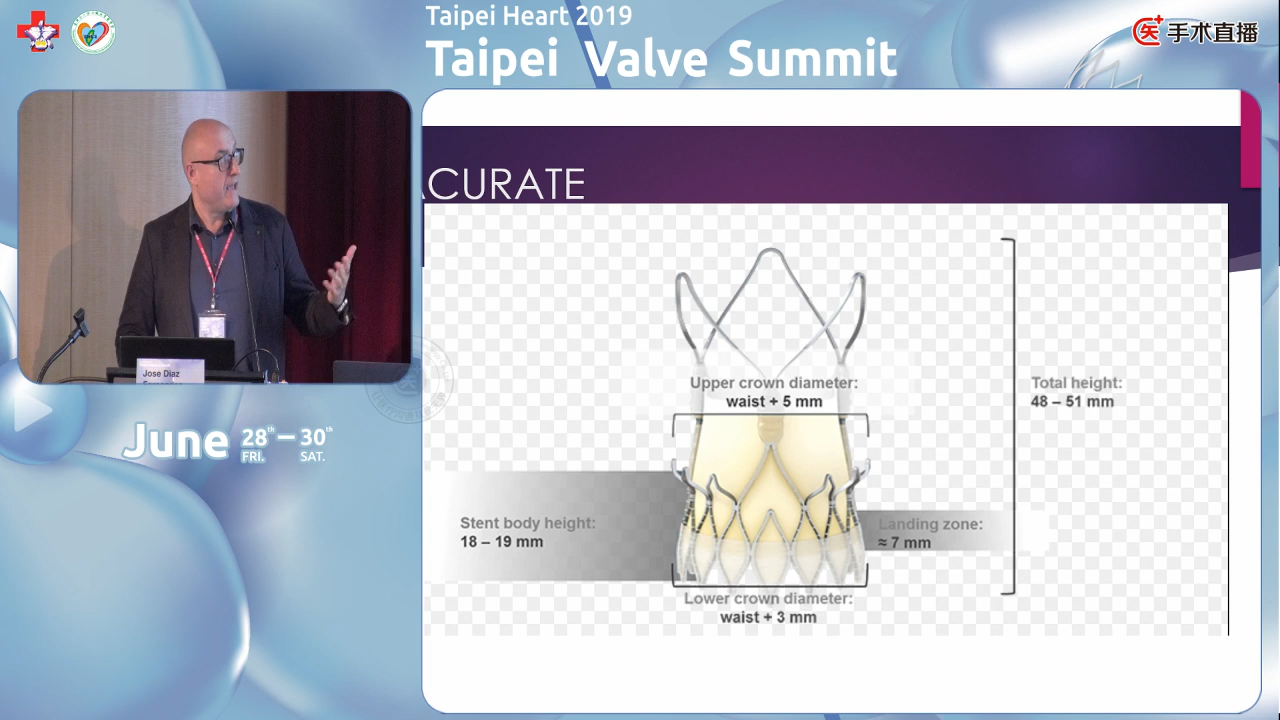 Taipei Heart 2019
Taipei Valve Summit
医 手术直播
ACURATE
Upper crown diameter:
waist + 5 mm
Total height:
48 – 51 mm
Stent body height:
18 – 19 mm
Landing zone:
≈ 7 mm
Lower crown diameter:
waist + 3 mm
Jose Diaz
June 28th — 30th
FRI. SAT.